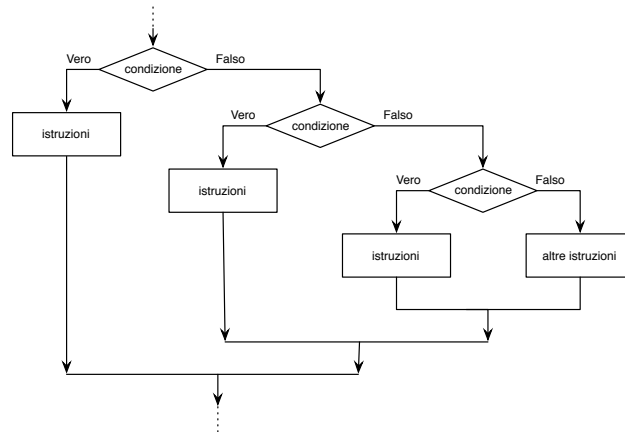 Vero
condizione
Falso
istruzioni
Vero
condizione
Falso
istruzioni
Vero
condizione
Falso
istruzioni
altre istruzioni